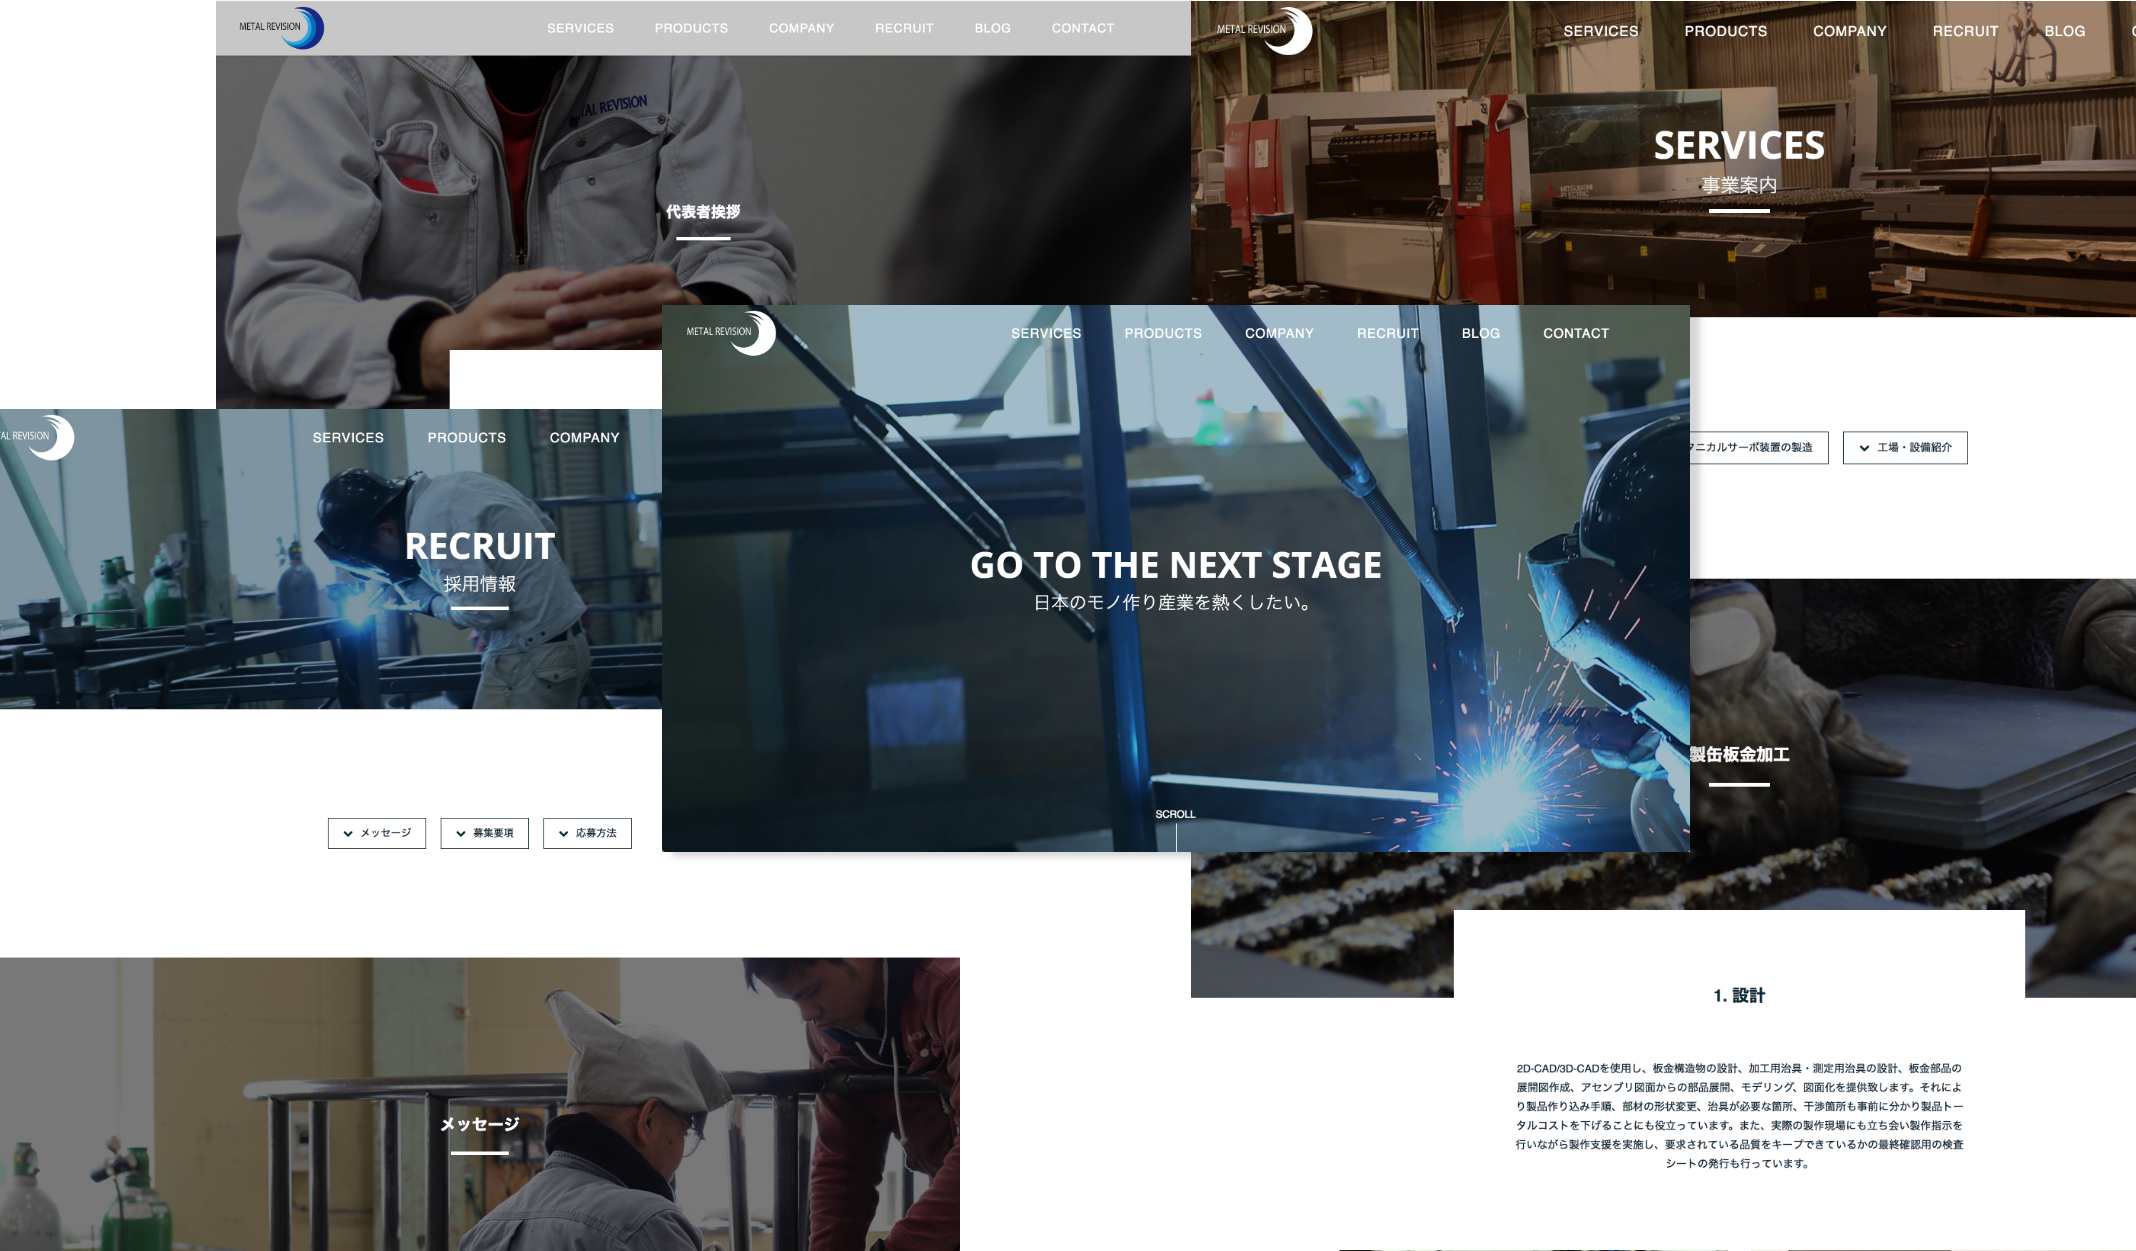 METAL REVISION
SERVICES PRODUCTS COMPANY RECRUIT BLOG CONTACT
TAL REVISION
代表者挨拶
METAL REVISION
SERVICES PRODUCTS COMPANY RECRUIT BLOG
MITSUBISHI ELECTRIC
SERVICES
事業案内
METAL REVISION
SERVICES PRODUCTS COMPANY RECRUIT BLOG CONTACT
GO TO THE NEXT STAGE
日本のモノ作り産業を熱くしたい。
SCROLL
AL REVISION
SERVICES PRODUCTS COMPANY
RECRUIT
採用情報
メッセージ 募集要項 応募方法
メッセージ
ニカルサーボ装置の製造 工場・設備紹介
製缶板金加工
1. 設計
2D-CAD/3D-CADを使用し、板金構造物の設計、加工用治具・測定用治具の設計、板金部品の
展開図作成、アセンブリ図面からの部品展開、モデリング、図面化を提供致します。それによ
り製品作り込み手順、部材の形状変更、治具が必要な箇所、干渉箇所も事前に分かり製品トー
タルコストを下げることにも役立っています。また、実際の製作現場にも立ち会い製作指示を
行いながら製作支援を実施し、要求されている品質をキープできているかの最終確認用の検査
シートの発行も行っています。